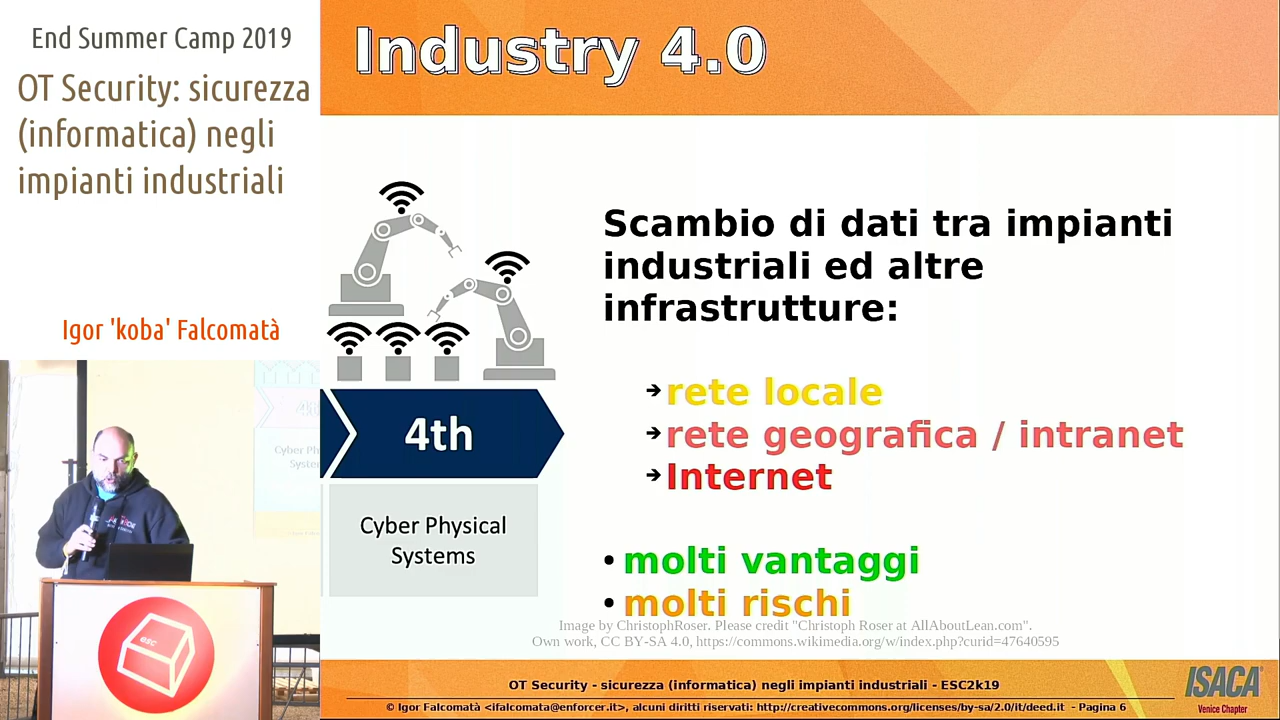 End Summer Camp 2019
OT Security: sicurezza
(informatica) negli
impianti industriali
Igor 'koba' Falcomatà
Industry 4.0
Scambio di dati tra impianti
industriali ed altre
infrastrutture:
➔rete locale
➔rete geografica / intranet
➔Internet
• molti vantaggi
• molti rischi
4th
Cyber Physical
Systems
Image by ChristophRoser. Please credit "Christoph Roser at AllAboutLean.com".
Own work, CC BY-SA 4.0, https://commons.wikimedia.org/w/index.php?curid=47640595
OT Security - sicurezza (informatica) negli impianti industriali - ESC2k19
© Igor Falcomatà <ifalcomata@enforcer.it>, alcuni diritti riservati: http://creativecommons.org/licenses/by-sa/2.0/it/deed.it - Pagina 6
ISACA
Venice Chapter
esc